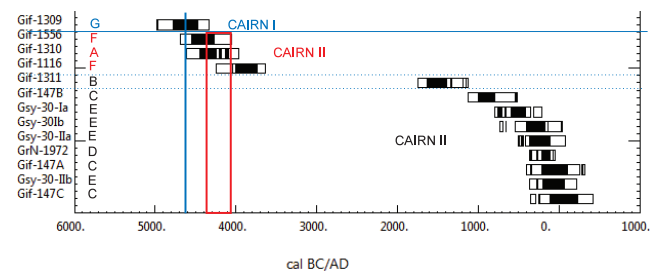 Gif-1309 G CAIRN I
Gif-1556 F
Gif-1310 A CAIRN II
Gif-1116 F
Gif-1311 B
Gif-147B C
Gsy-30-Ia E
Gsy-30Ib E
Gsy-30-IIa E CAIRN II
GrN-1972 D
Gif-147A C
Gsy-30-IIb E
Gif-147C C
6000. 5000. 4000. 3000. 2000. 1000. 0. 1000.
cal BC/AD